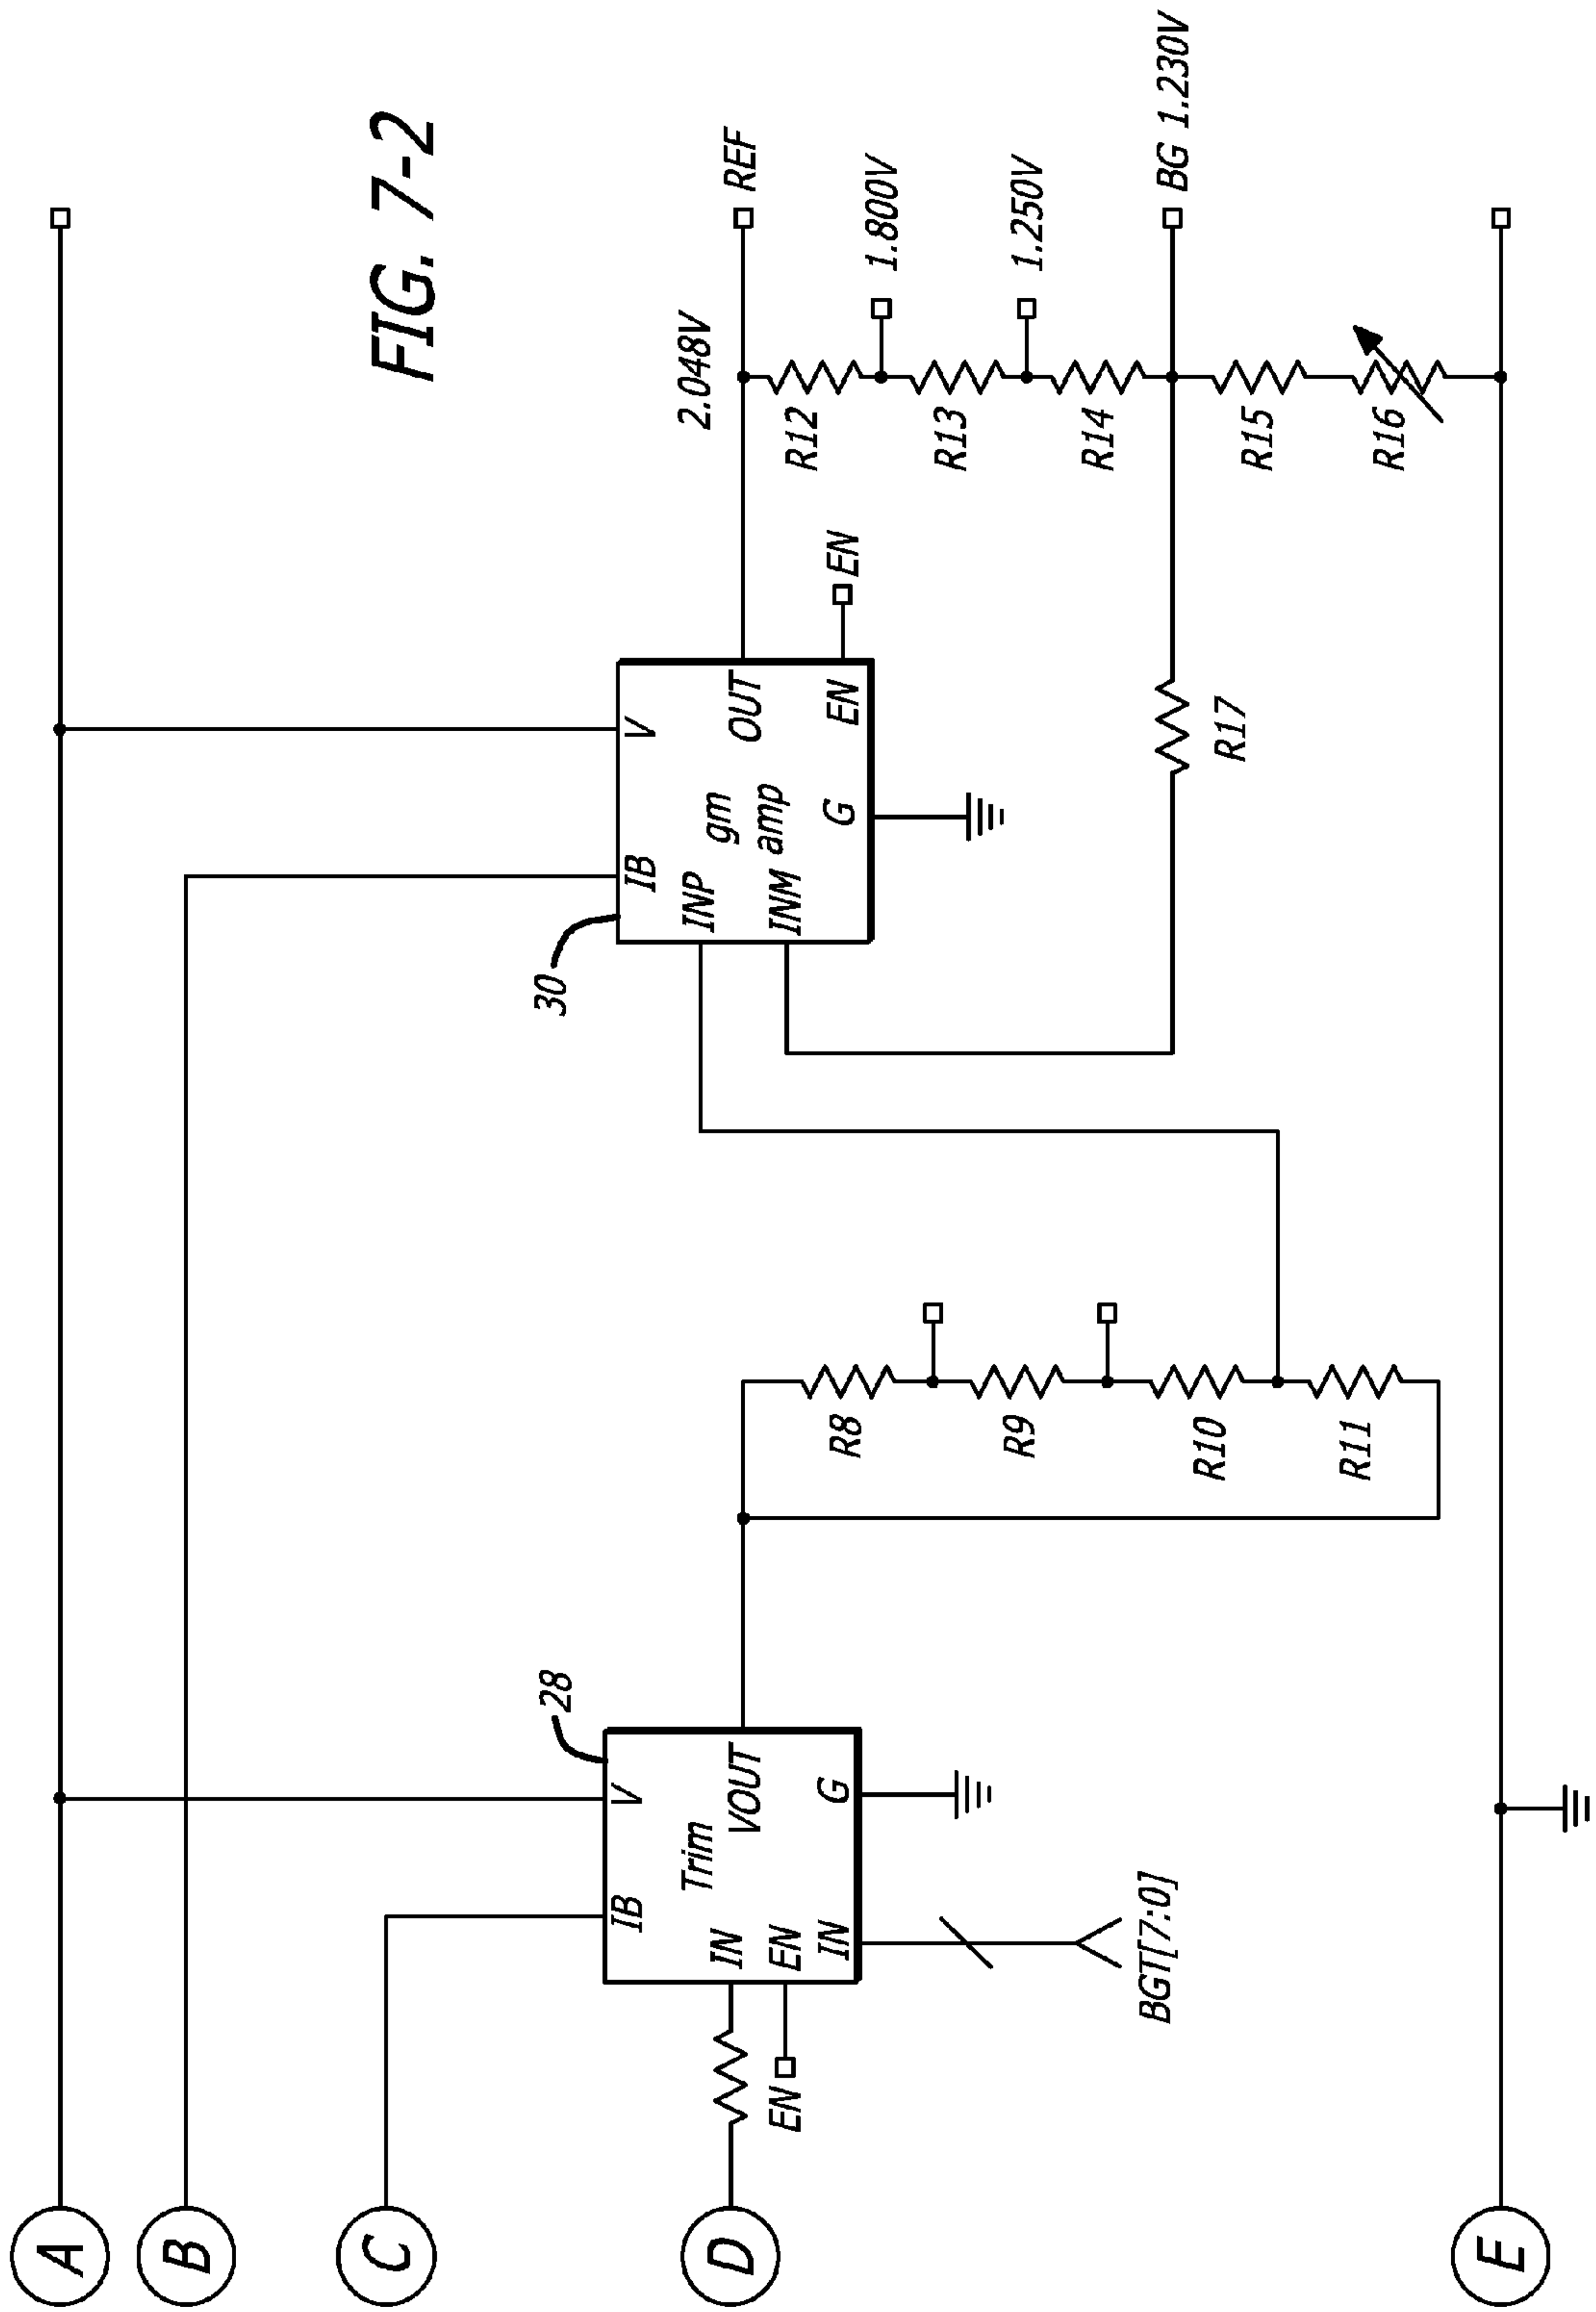 FIG. 7-2
A
B
C
D
E
28
IB
V
Trim
IN
VOUT
EN
IN
G
EN
BGT[7:0]
R8
R9
R10
R11
30
IB
V
INP
gm
OUT
INM
amp
G
EN
EN
R17
2.048V
REF
R12
1.800V
R13
1.250V
R14
BG 1.230V
R15
R16